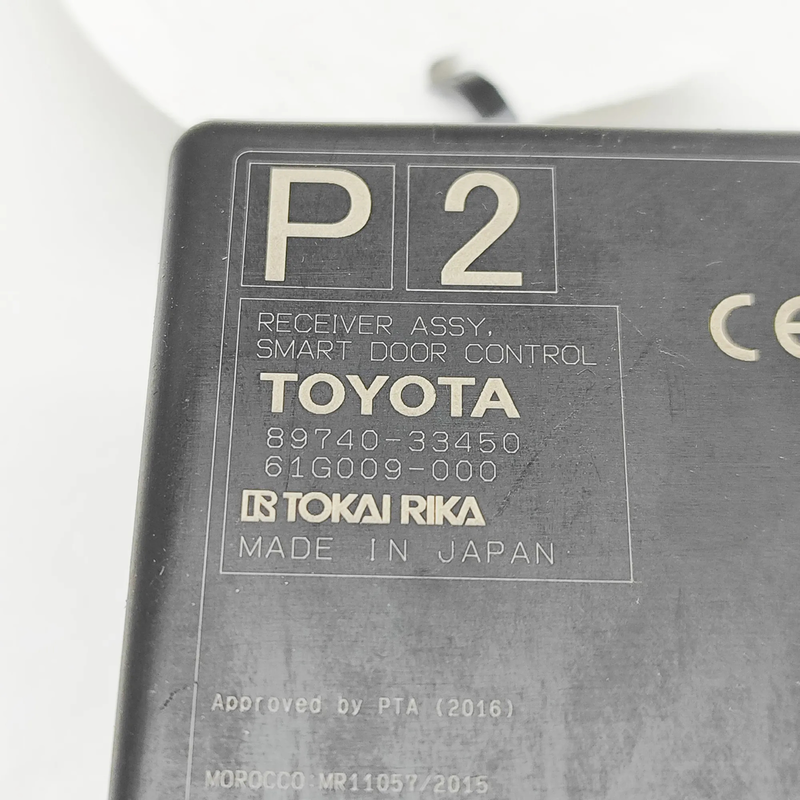 P 2
RECEIVER ASSY,
SMART DOOR CONTROL
CE
TOYOTA
89740-33450
61G009-000
TOKAI RIKA
MADE IN JAPAN
Approved by PTA (2016)
MOROCCO:MR11057/2015